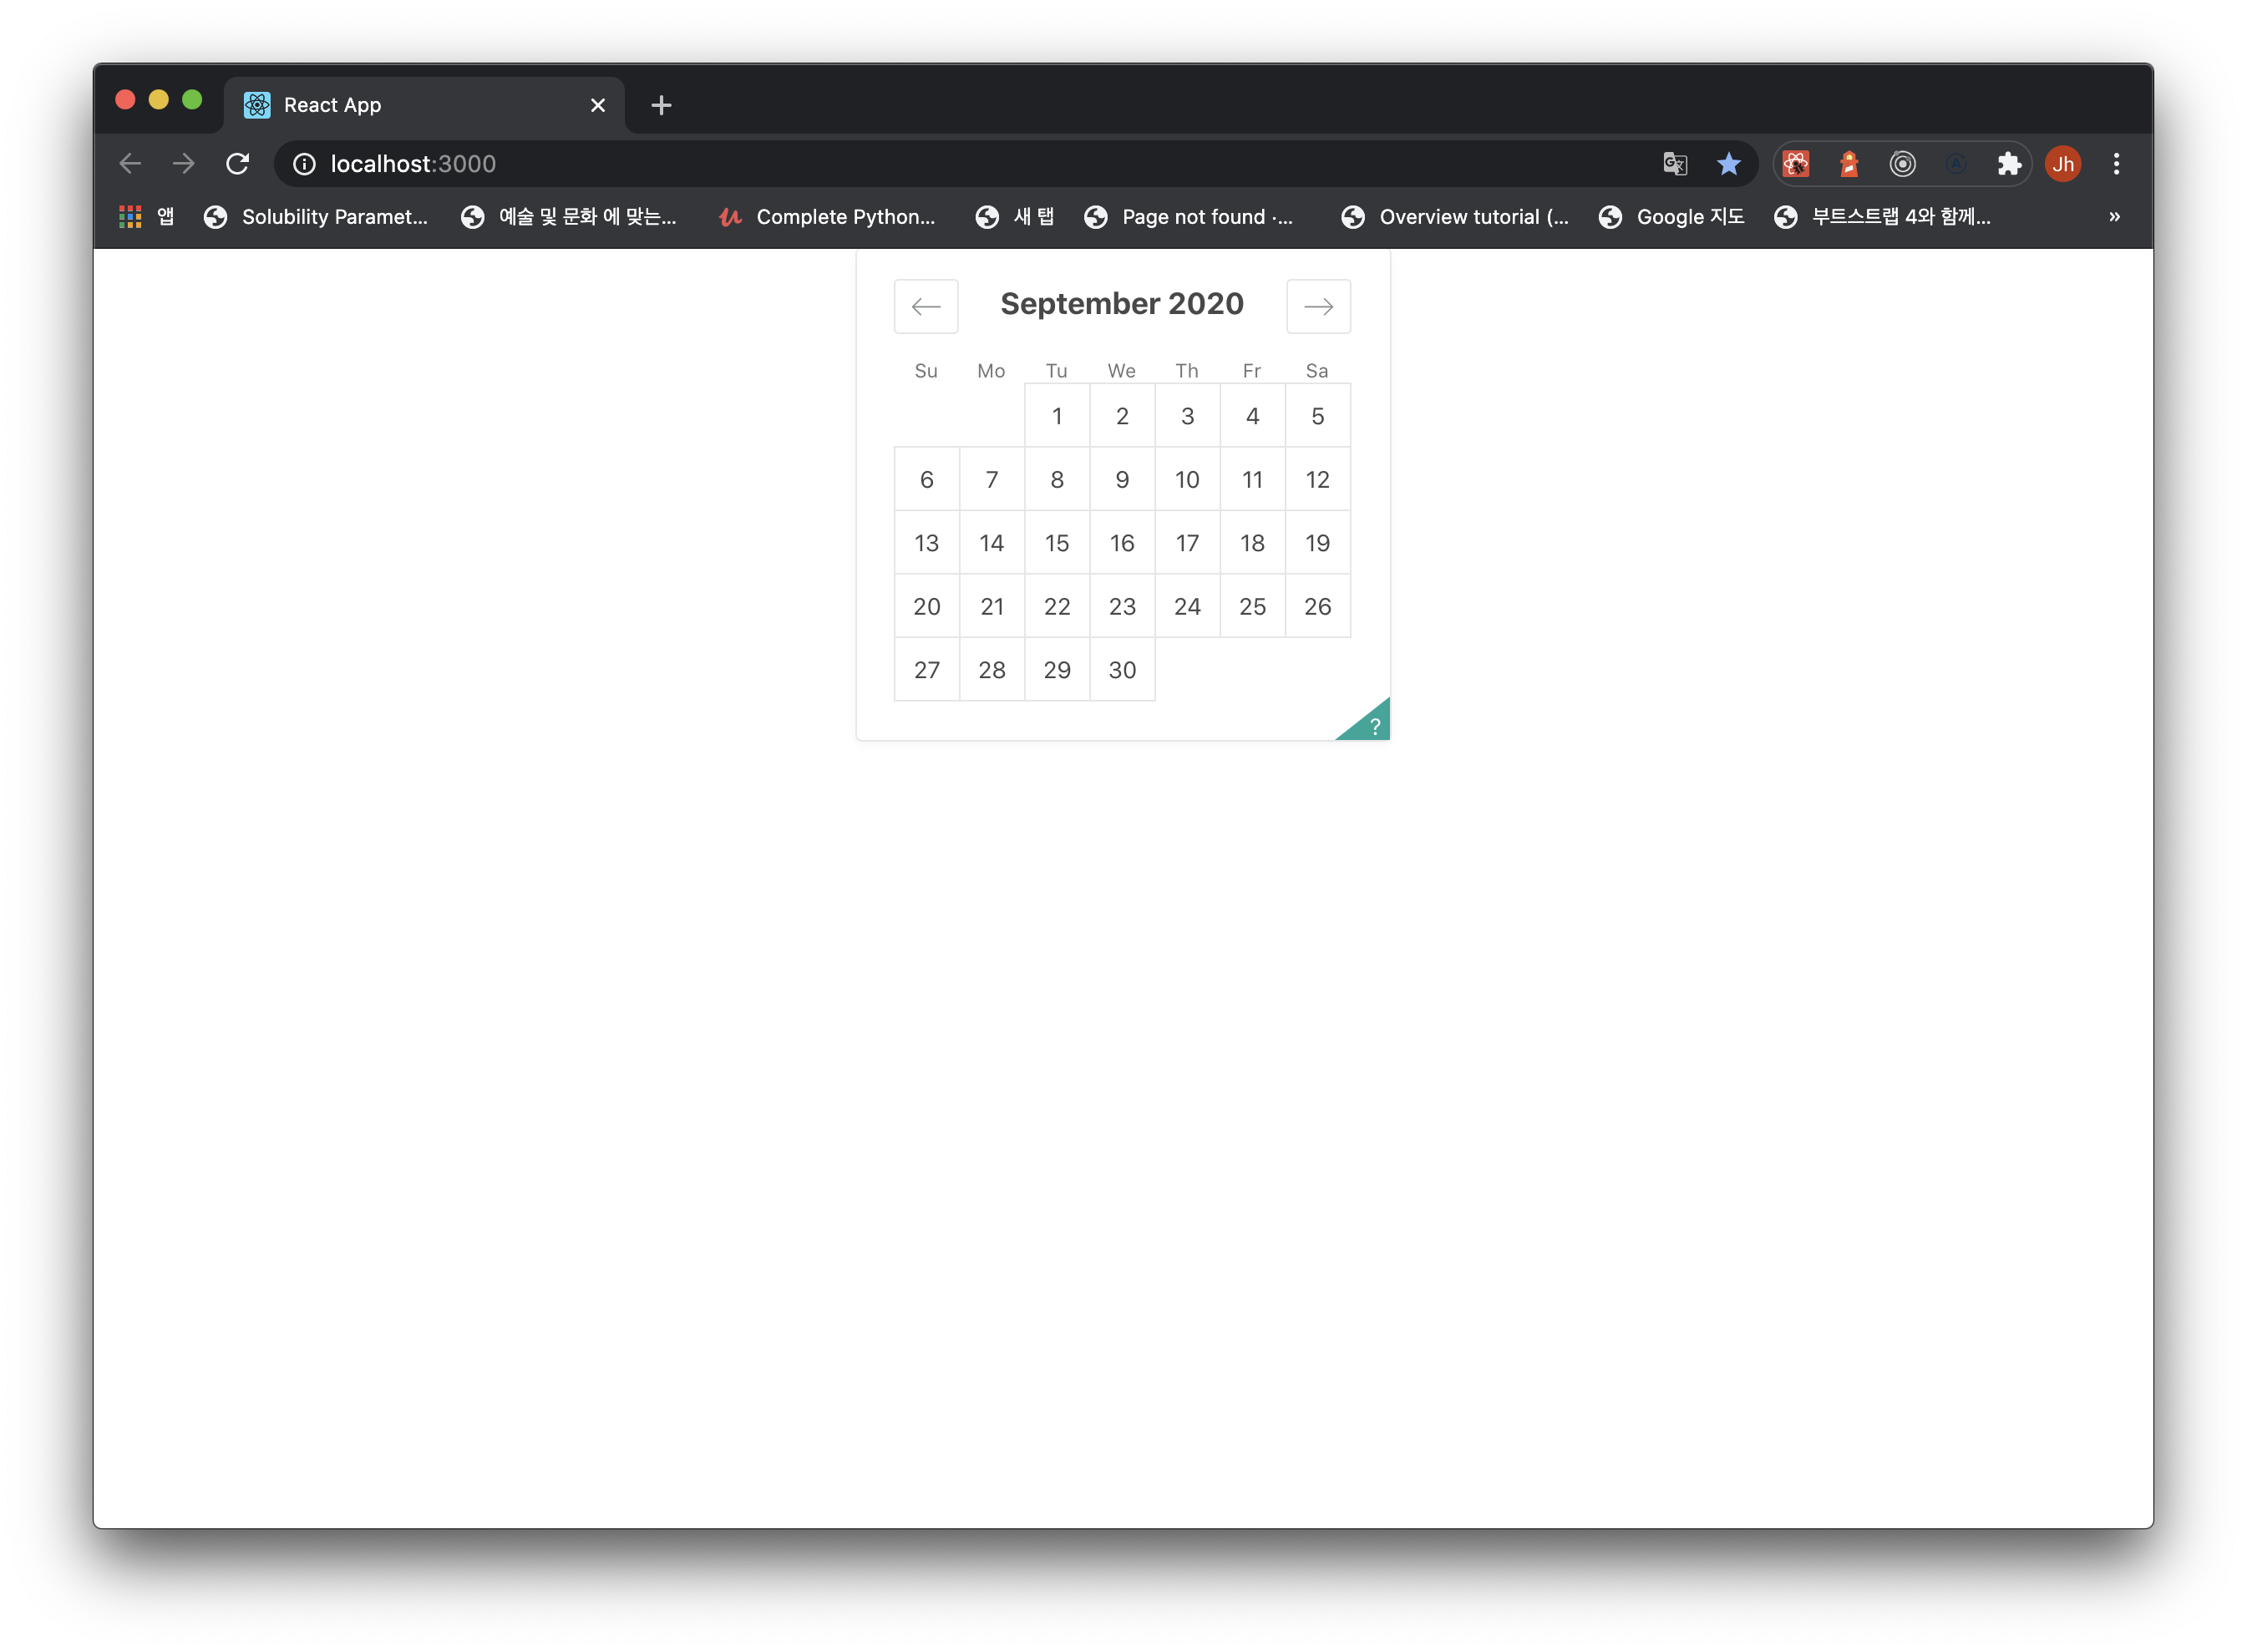 React App
localhost:3000
Jh
앱 Solubility Paramet... 예술 및 문화 에 맞는... Complete Python... 새 탭 Page not found ·... Overview tutorial (... Google 지도 부트스트랩 4와 함께... »
September 2020
Su Mo Tu We Th Fr Sa
1 2 3 4 5
6 7 8 9 10 11 12
13 14 15 16 17 18 19
20 21 22 23 24 25 26
27 28 29 30
?